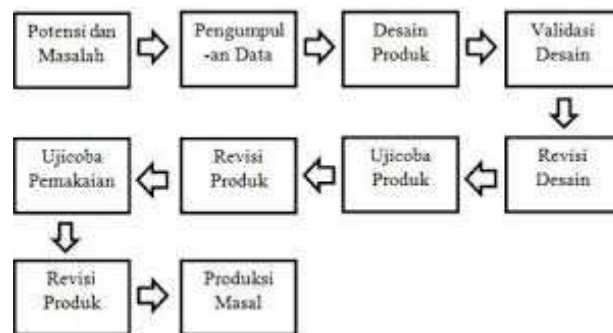 Potensi dan
Masalah
Pengumpul
-an Data
Desain
Produk
Validasi
Desain
Revisi
Desain
Ujicoba
Produk
Revisi
Produk
Ujicoba
Pemakaian
Revisi
Produk
Produksi
Masal